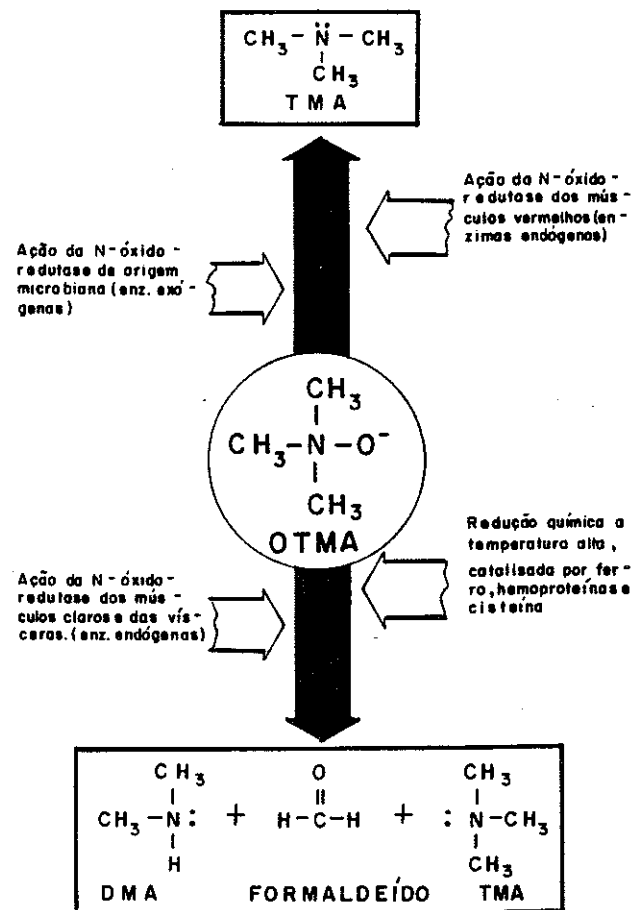 CH3 – N̈ – CH3
CH3
TMA
Ação da N-óxido-
redutase dos mús-
culos vermelhos (en-
zimas endógenas)
Ação da N-óxido-
redutase de origem
microbiana (enz. exó-
genas)
CH3
CH3–N–O⁻
CH3
OTMA
Redução química a
temperatura alta,
catalisada por fer-
ro, hemoproteínas e
cisteína
Ação da N-óxido-
redutase dos mús-
culos claros e das vís-
ceras. (enz. endógenas)
CH3 O CH3
CH3–N: + H–C–H + :N–CH3
H CH3
DMA FORMALDEÍDO TMA